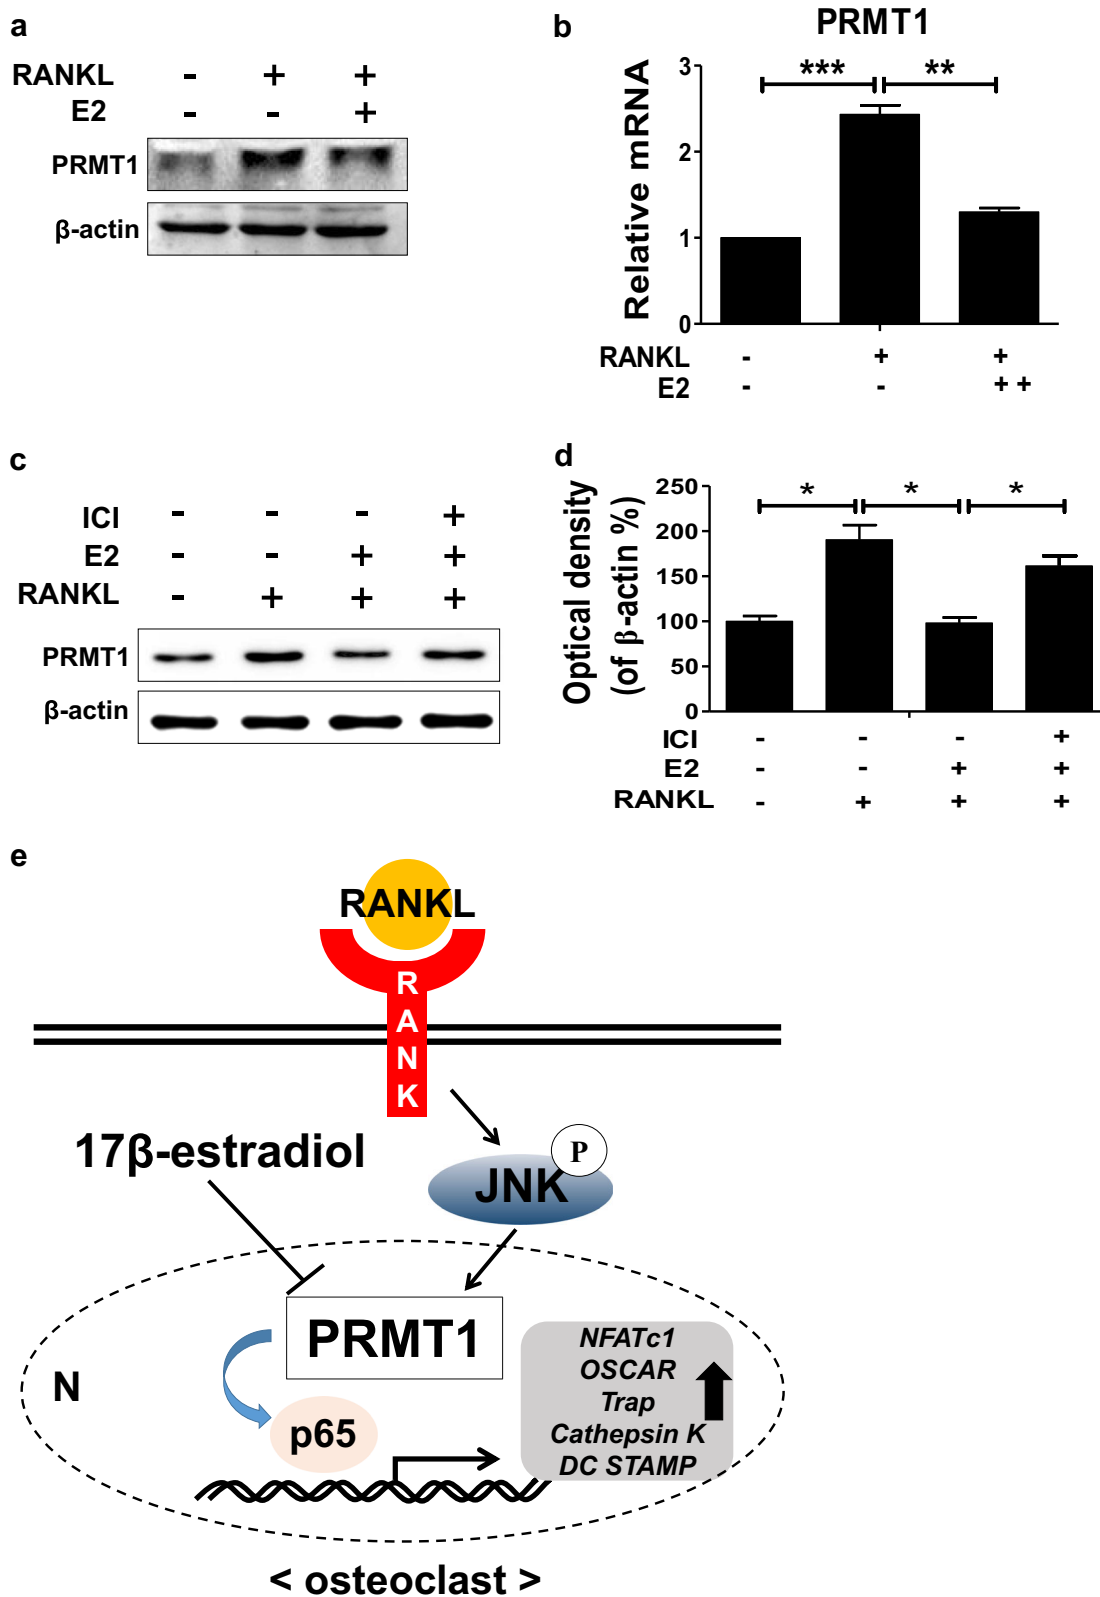 a
RANKL - + +
E2 - - +
PRMT1
β-actin
b
PRMT1
Relative mRNA
3
2
1
0
*** **
RANKL - + +
E2 - - ++
c
ICI - - - +
E2 - - + +
RANKL - + + +
PRMT1
β-actin
d
Optical density
(of β-actin %)
250
200
150
100
50
0
* * *
ICI - - - +
E2 - - + +
RANKL - + + +
e
RANKL
RANK
17β-estradiol
P
JNK
PRMT1
N
p65
NFATc1
OSCAR
Trap
Cathepsin K
DC STAMP
< osteoclast >